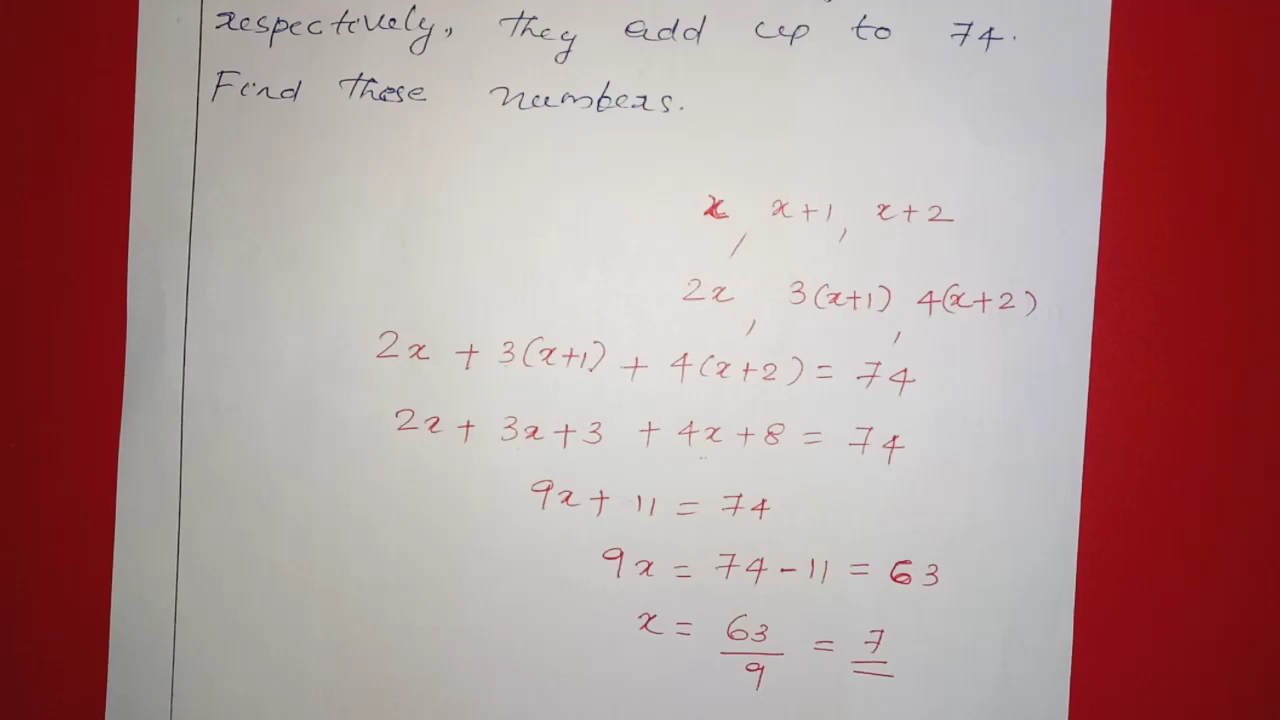 respectively, they add up to 74.
Find these numbers.
x, x+1, x+2
2x, 3(x+1), 4(x+2)
2x + 3(x+1) + 4(x+2) = 74
2x + 3x+3 + 4x+8 = 74
9x + 11 = 74
9x = 74 - 11 = 63
x = 63/9 = 7